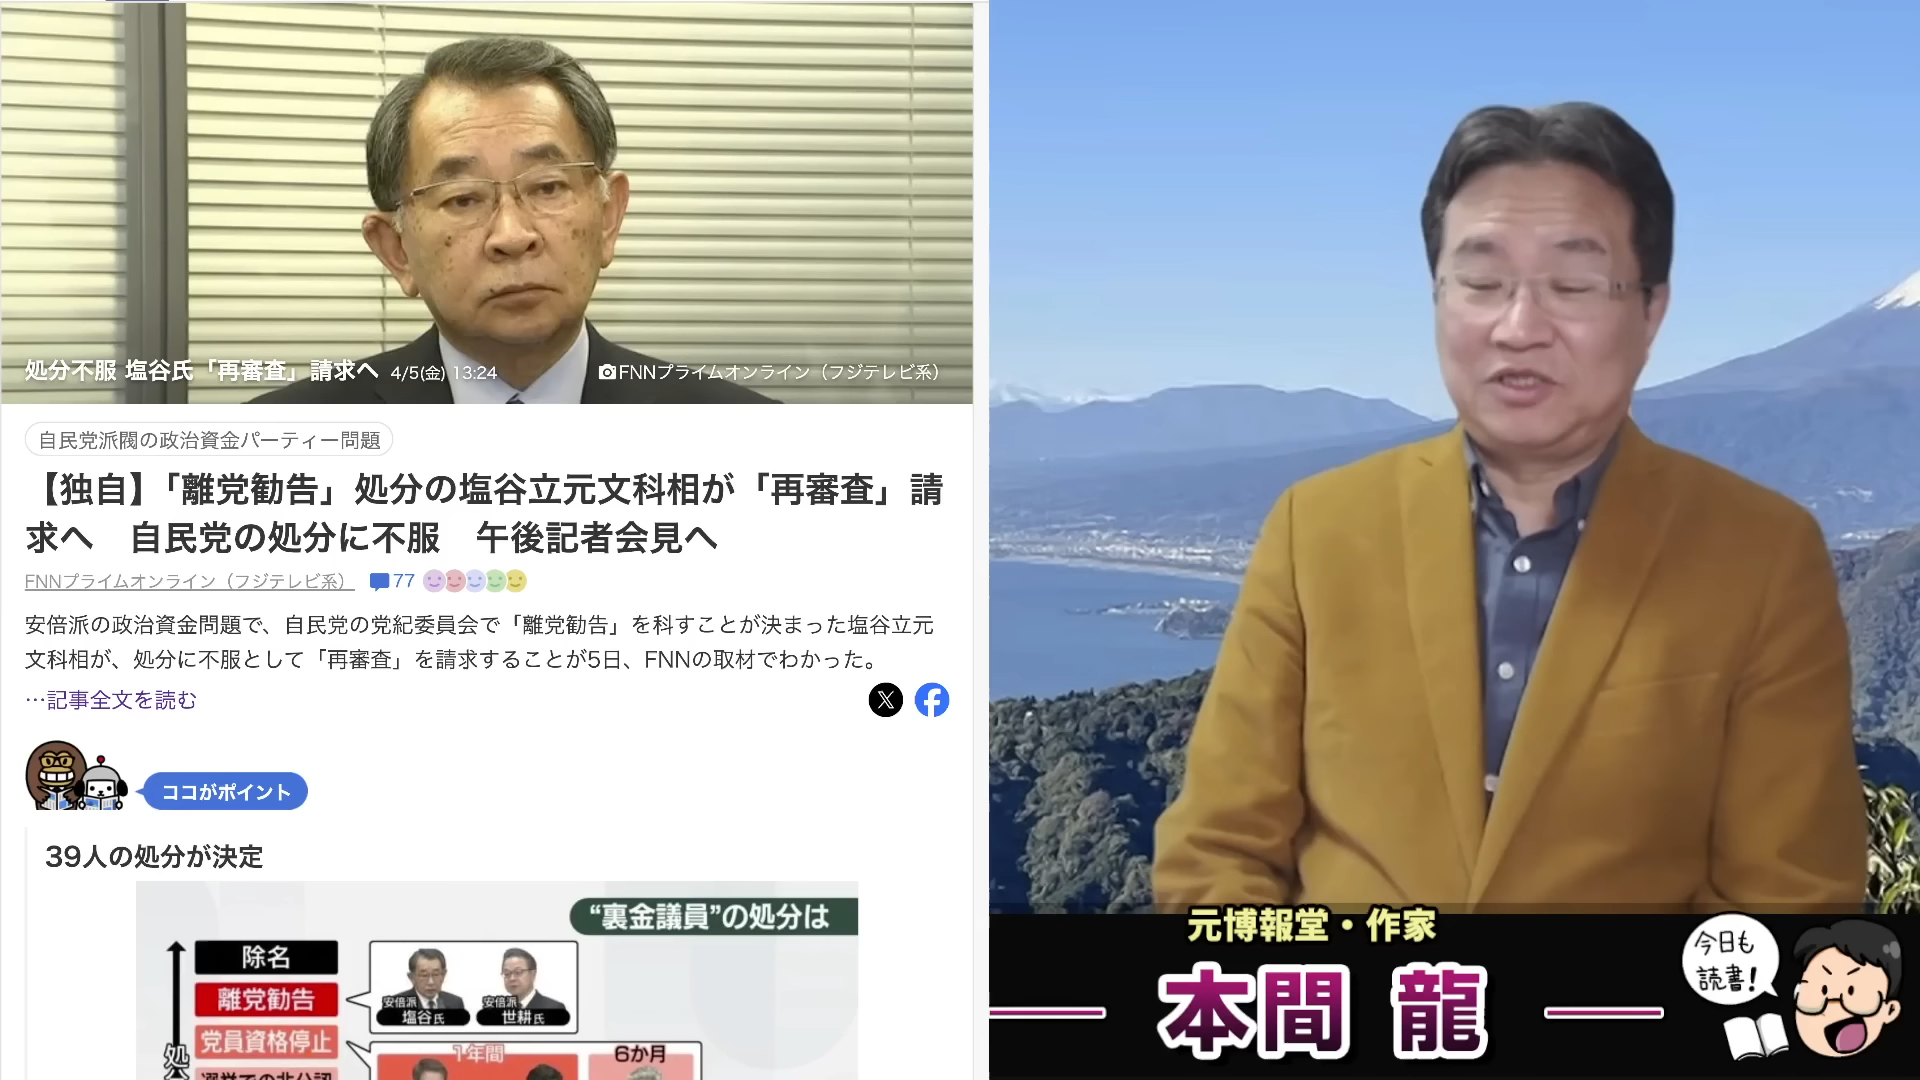 処分不服 塩谷氏「再審査」請求へ 4/5(金) 13:24
FNNプライムオンライン（フジテレビ系）
自民党派閥の政治資金パーティー問題
【独自】「離党勧告」処分の塩谷立元文科相が「再審査」請
求へ　自民党の処分に不服　午後記者会見へ
FNNプライムオンライン（フジテレビ系） 77
安倍派の政治資金問題で、自民党の党紀委員会で「離党勧告」を科すことが決まった塩谷立元
文科相が、処分に不服として「再審査」を請求することが5日、FNNの取材でわかった。
…記事全文を読む
ココがポイント
39人の処分が決定
“裏金議員”の処分は
除名
離党勧告
安倍派 塩谷氏
安倍派 世耕氏
党員資格停止
1年間
6か月
選挙での非公認
元博報堂・作家
本間 龍
今日も
読書!